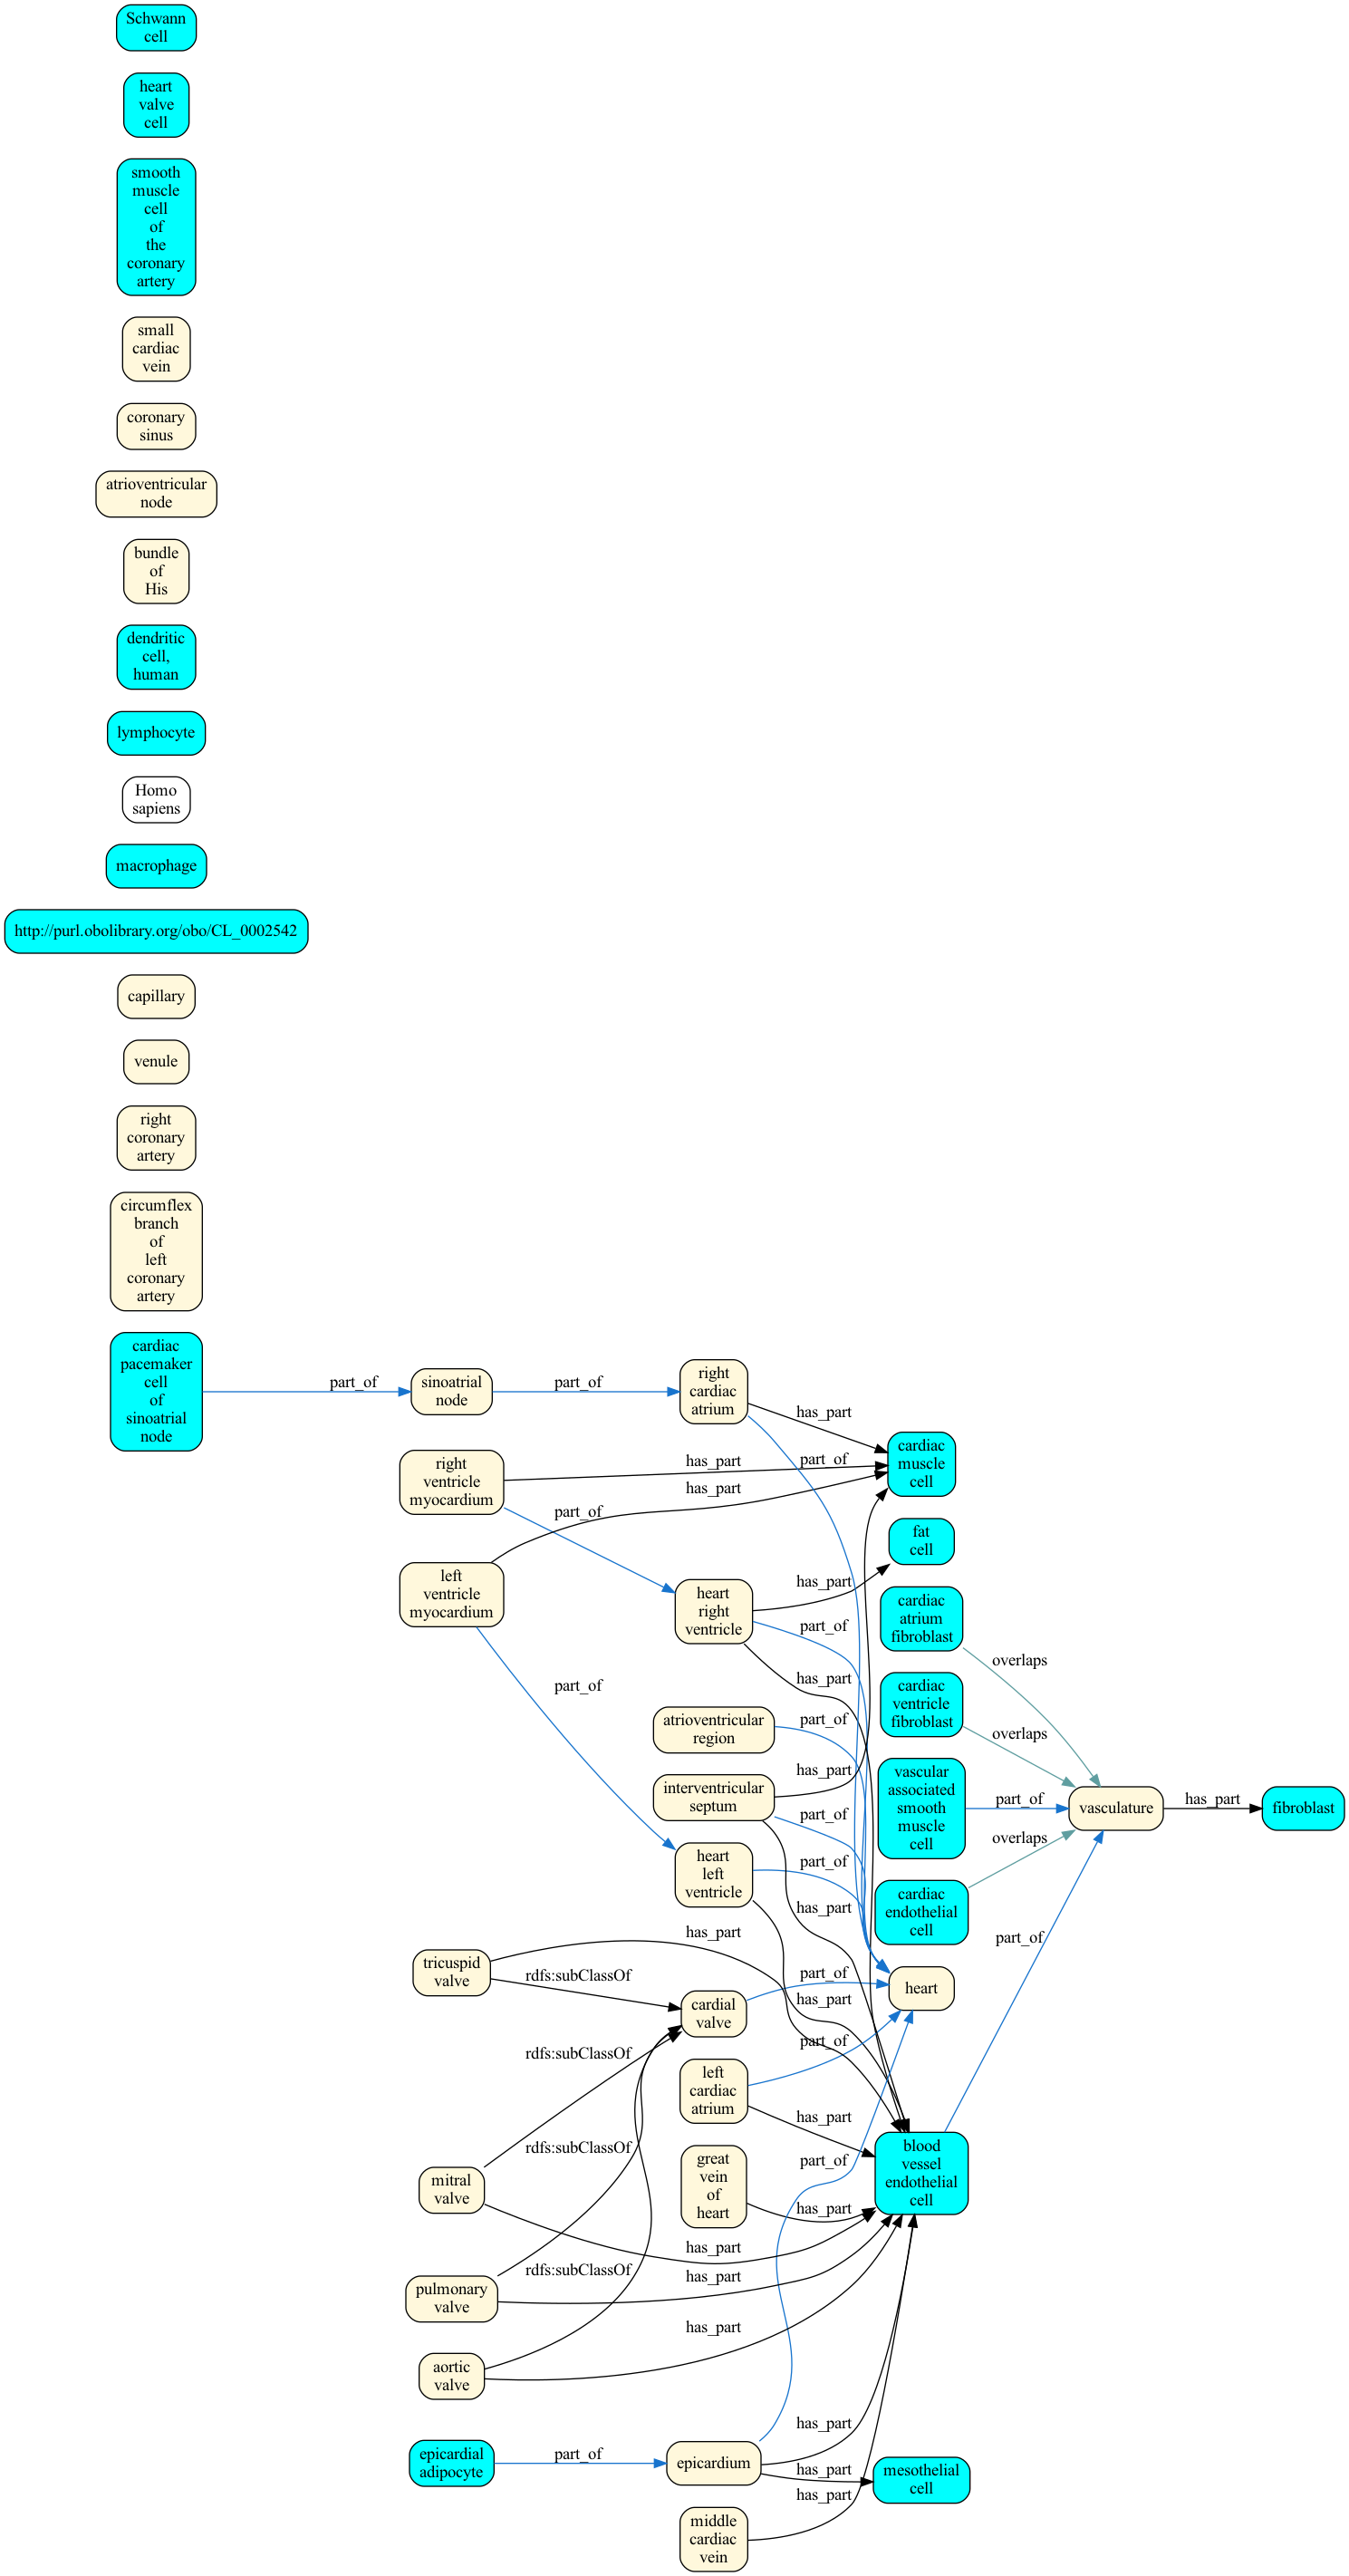 Schwann
cell
heart
valve
cell
smooth
muscle
cell
of
the
coronary
artery
small
cardiac
vein
coronary
sinus
atrioventricular
node
bundle
of
His
dendritic
cell,
human
lymphocyte
Homo
sapiens
macrophage
http://purl.obolibrary.org/obo/CL_0002542
capillary
venule
right
coronary
artery
circumflex
branch
of
left
coronary
artery
cardiac
pacemaker
cell
of
sinoatrial
node
part_of
sinoatrial
node
part_of
right
cardiac
atrium
has_part
part_of
cardiac
muscle
cell
right
ventricle
myocardium
has_part
has_part
part_of
left
ventricle
myocardium
part_of
heart
right
ventricle
has_part
part_of
has_part
fat
cell
cardiac
atrium
fibroblast
overlaps
cardiac
ventricle
fibroblast
overlaps
atrioventricular
region
part_of
interventricular
septum
has_part
part_of
has_part
vascular
associated
smooth
muscle
cell
part_of
vasculature
has_part
fibroblast
heart
left
ventricle
part_of
has_part
cardiac
endothelial
cell
overlaps
part_of
tricuspid
valve
has_part
rdfs:subClassOf
cardial
valve
part_of
heart
mitral
valve
rdfs:subClassOf
has_part
left
cardiac
atrium
part_of
has_part
pulmonary
valve
rdfs:subClassOf
has_part
great
vein
of
heart
has_part
part_of
blood
vessel
endothelial
cell
aortic
valve
rdfs:subClassOf
has_part
epicardial
adipocyte
part_of
epicardium
has_part
has_part
mesothelial
cell
middle
cardiac
vein
has_part